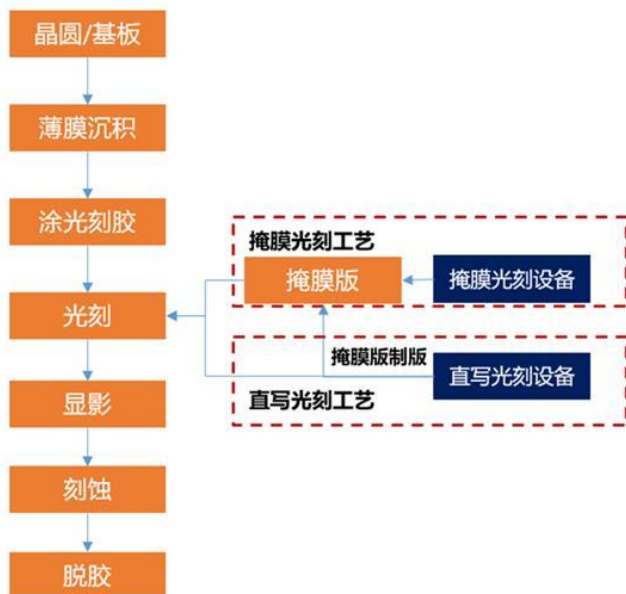 晶圆/基板
薄膜沉积
涂光刻胶
光刻
显影
刻蚀
脱胶
掩膜光刻工艺
掩膜版
掩膜光刻设备
掩膜版制版
直写光刻设备
直写光刻工艺